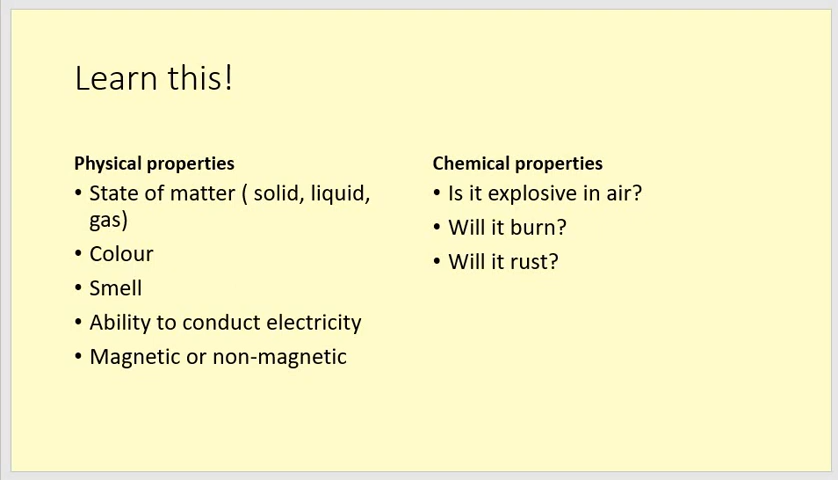 Learn this!
Physical properties
• State of matter ( solid, liquid,
gas)
• Colour
• Smell
• Ability to conduct electricity
• Magnetic or non-magnetic
Chemical properties
• Is it explosive in air?
• Will it burn?
• Will it rust?